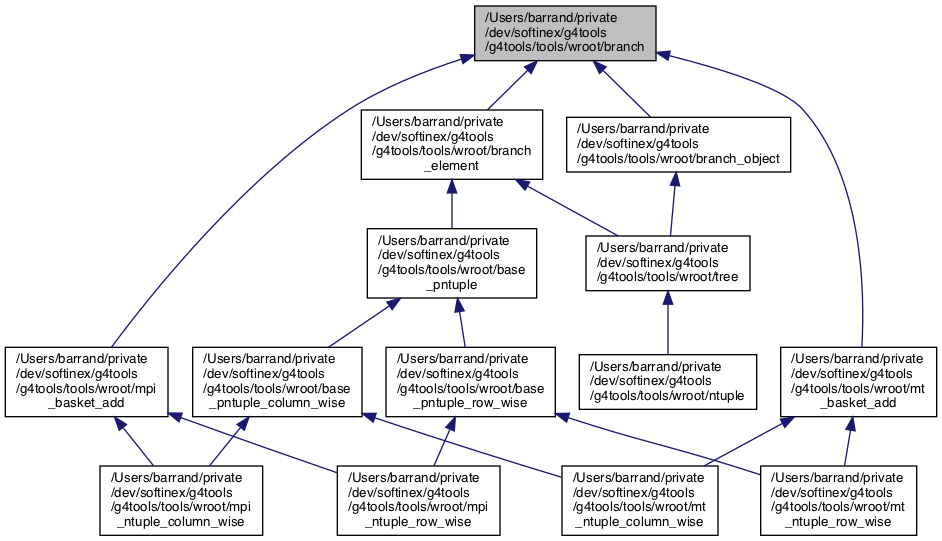 /Users/barrand/private
/dev/softinex/g4tools
/g4tools/tools/wroot/branch
/Users/barrand/private
/dev/softinex/g4tools
/g4tools/tools/wroot/branch
_element
/Users/barrand/private
/dev/softinex/g4tools
/g4tools/tools/wroot/branch_object
/Users/barrand/private
/dev/softinex/g4tools
/g4tools/tools/wroot/base
_pntuple
/Users/barrand/private
/dev/softinex/g4tools
/g4tools/tools/wroot/tree
/Users/barrand/private
/dev/softinex/g4tools
/g4tools/tools/wroot/mpi
_basket_add
/Users/barrand/private
/dev/softinex/g4tools
/g4tools/tools/wroot/base
_pntuple_column_wise
/Users/barrand/private
/dev/softinex/g4tools
/g4tools/tools/wroot/base
_pntuple_row_wise
/Users/barrand/private
/dev/softinex/g4tools
/g4tools/tools/wroot/ntuple
/Users/barrand/private
/dev/softinex/g4tools
/g4tools/tools/wroot/mt
_basket_add
/Users/barrand/private
/dev/softinex/g4tools
/g4tools/tools/wroot/mpi
_ntuple_column_wise
/Users/barrand/private
/dev/softinex/g4tools
/g4tools/tools/wroot/mpi
_ntuple_row_wise
/Users/barrand/private
/dev/softinex/g4tools
/g4tools/tools/wroot/mt
_ntuple_column_wise
/Users/barrand/private
/dev/softinex/g4tools
/g4tools/tools/wroot/mt
_ntuple_row_wise